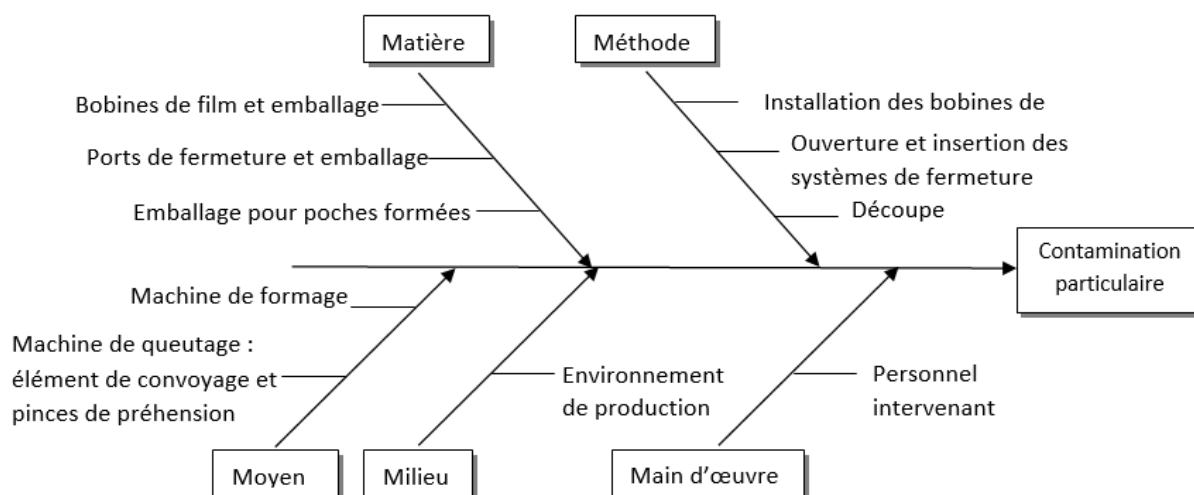 Matière
Méthode
Bobines de film et emballage
Installation des bobines de
Ports de fermeture et emballage
Ouverture et insertion des
systèmes de fermeture
Emballage pour poches formées
Découpe
Contamination
particulaire
Machine de formage
Machine de queutage :
élément de convoyage et
pinces de préhension
Environnement
de production
Personnel
intervenant
Moyen
Milieu
Main d'œuvre